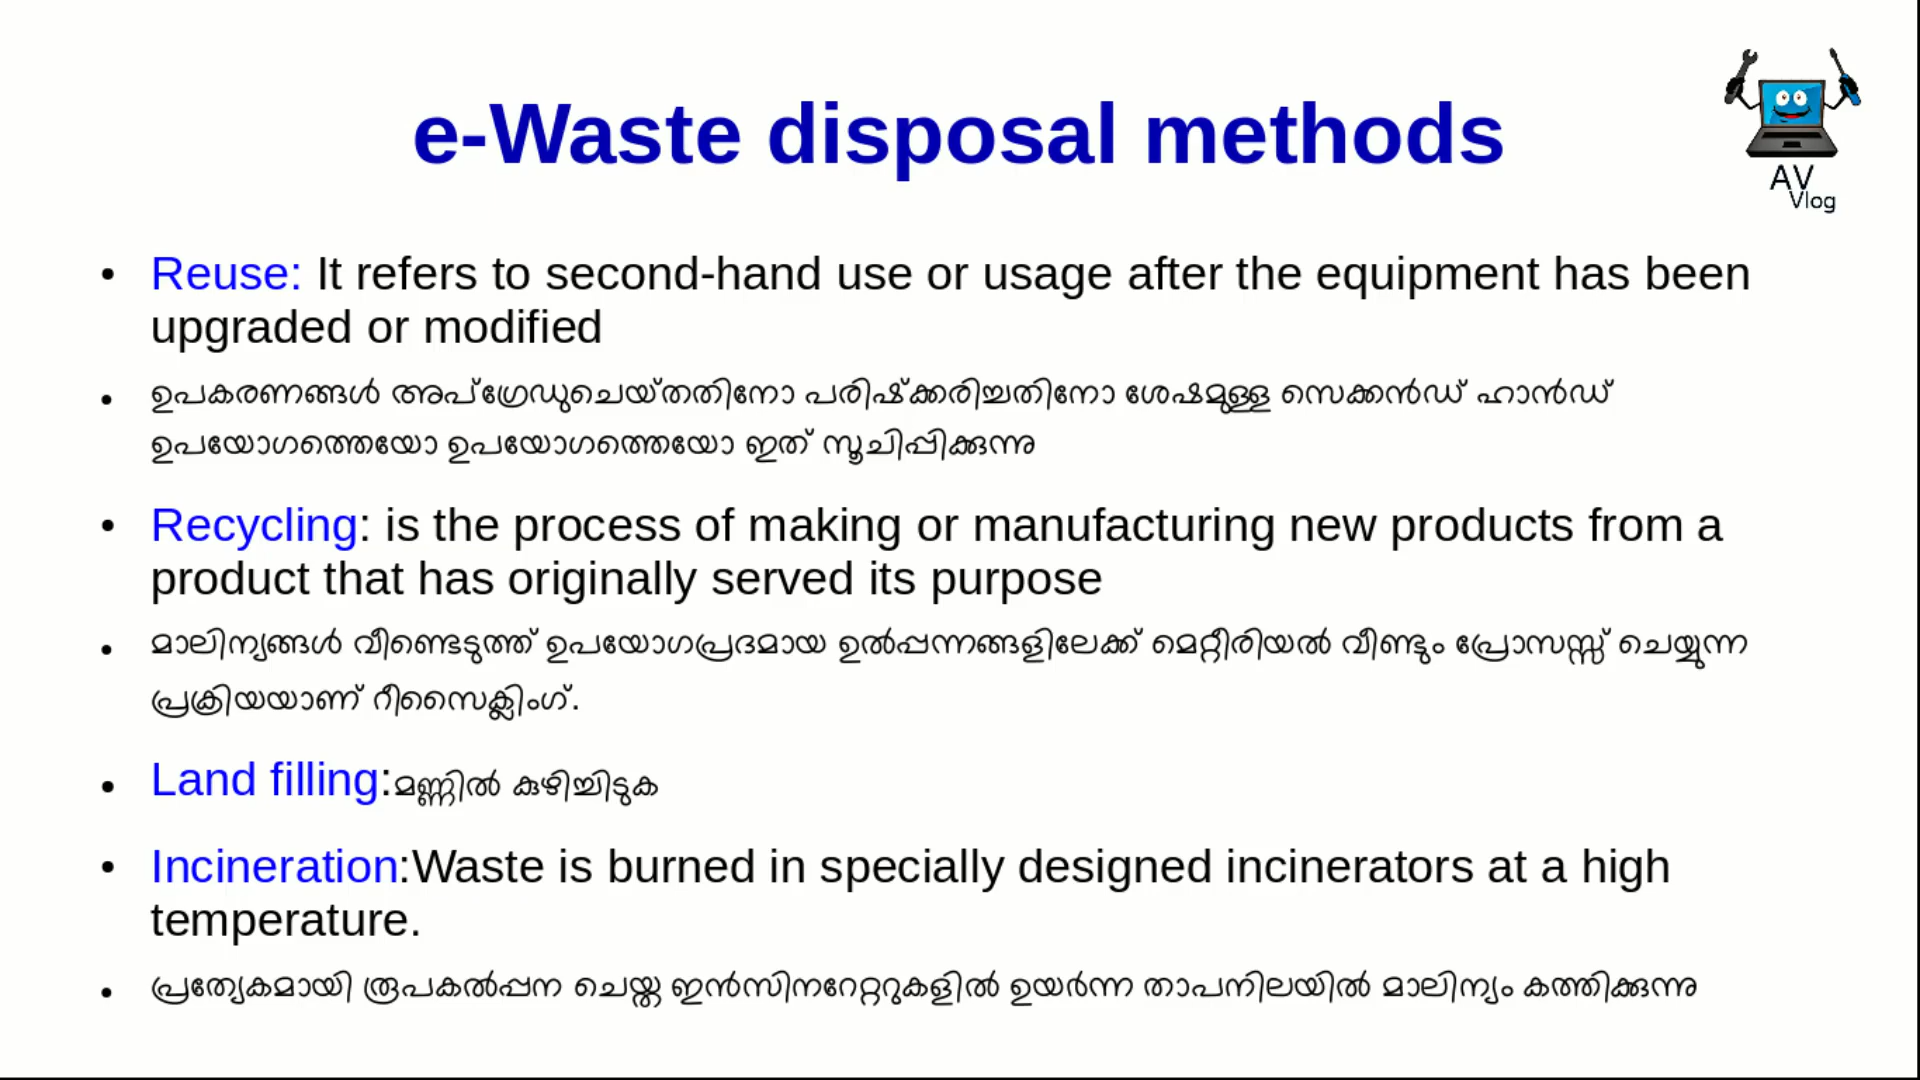 e-Waste disposal methods
AV
Vlog
• Reuse: It refers to second-hand use or usage after the equipment has been
upgraded or modified
• ഉപകരണങ്ങൾ അപ്ഗ്രേഡുചെയ്‌തതിനോ പരിഷ്‌ക്കരിച്ചതിനോ ശേഷമുള്ള സെക്കൻഡ് ഹാൻഡ്
ഉപയോഗത്തെയോ ഉപയോഗത്തെയോ ഇത് സൂചിപ്പിക്കുന്നു
• Recycling: is the process of making or manufacturing new products from a
product that has originally served its purpose
• മാലിന്യങ്ങൾ വീണ്ടെടുത്ത് ഉപയോഗപ്രദമായ ഉൽപ്പന്നങ്ങളിലേക്ക് മെറ്റീരിയൽ വീണ്ടും പ്രോസസ്സ് ചെയ്യുന്ന
പ്രക്രിയയാണ് റീസൈക്ലിംഗ്.
• Land filling:മണ്ണിൽ കുഴിച്ചിടുക
• Incineration:Waste is burned in specially designed incinerators at a high
temperature.
• പ്രത്യേകമായി രൂപകൽപ്പന ചെയ്ത ഇൻസിനറേറ്ററുകളിൽ ഉയർന്ന താപനിലയിൽ മാലിന്യം കത്തിക്കുന്നു